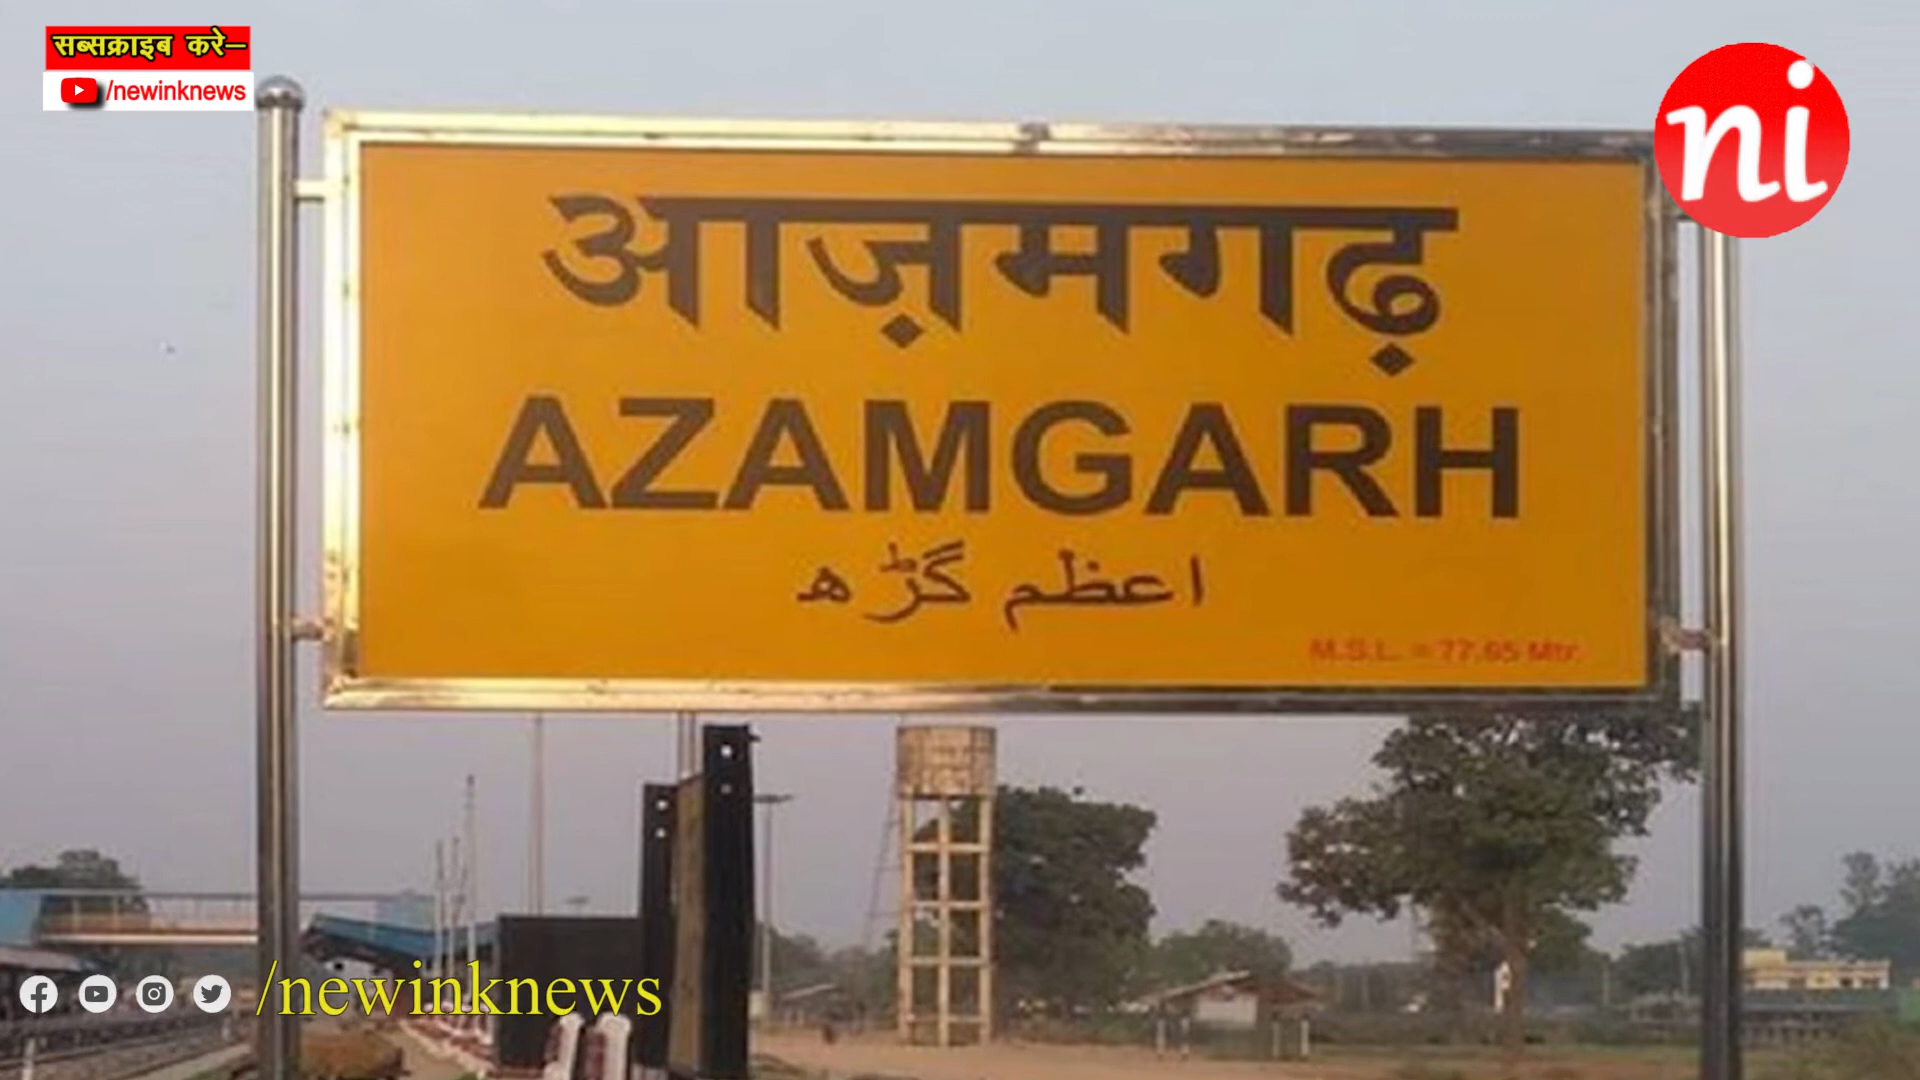 सब्सक्राइब करे–
/newinknews
ni
आज़मगढ़
AZAMGARH
اعظم گڑھ
M.S.L. = 77.65 Mtr.
/newinknews